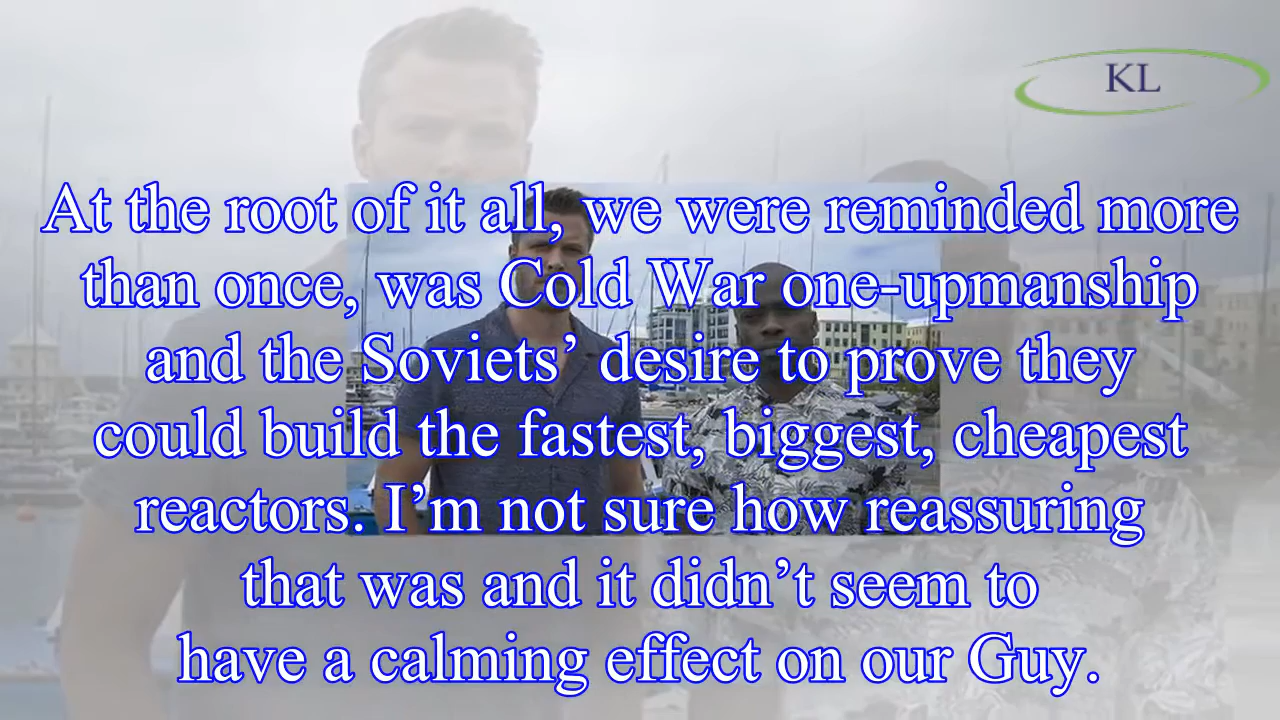 KL
At the root of it all, we were reminded more
than once, was Cold War one-upmanship
and the Soviets’ desire to prove they
could build the fastest, biggest, cheapest
reactors. I’m not sure how reassuring
that was and it didn’t seem to
have a calming effect on our Guy.